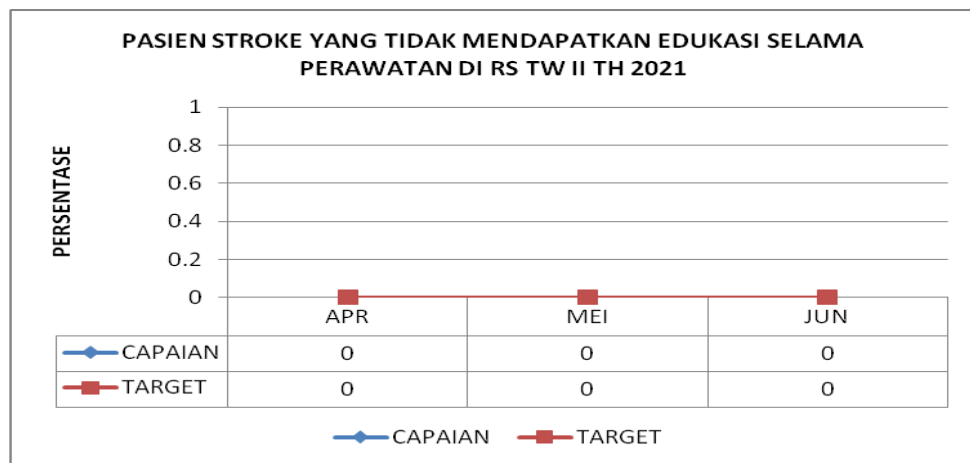 PASIEN STROKE YANG TIDAK MENDAPATKAN EDUKASI SELAMA
PERAWATAN DI RS TW II TH 2021
PERSENTASE
1
0.8
0.6
0.4
0.2
0
APR MEI JUN
CAPAIAN 0 0 0
TARGET 0 0 0
CAPAIAN TARGET